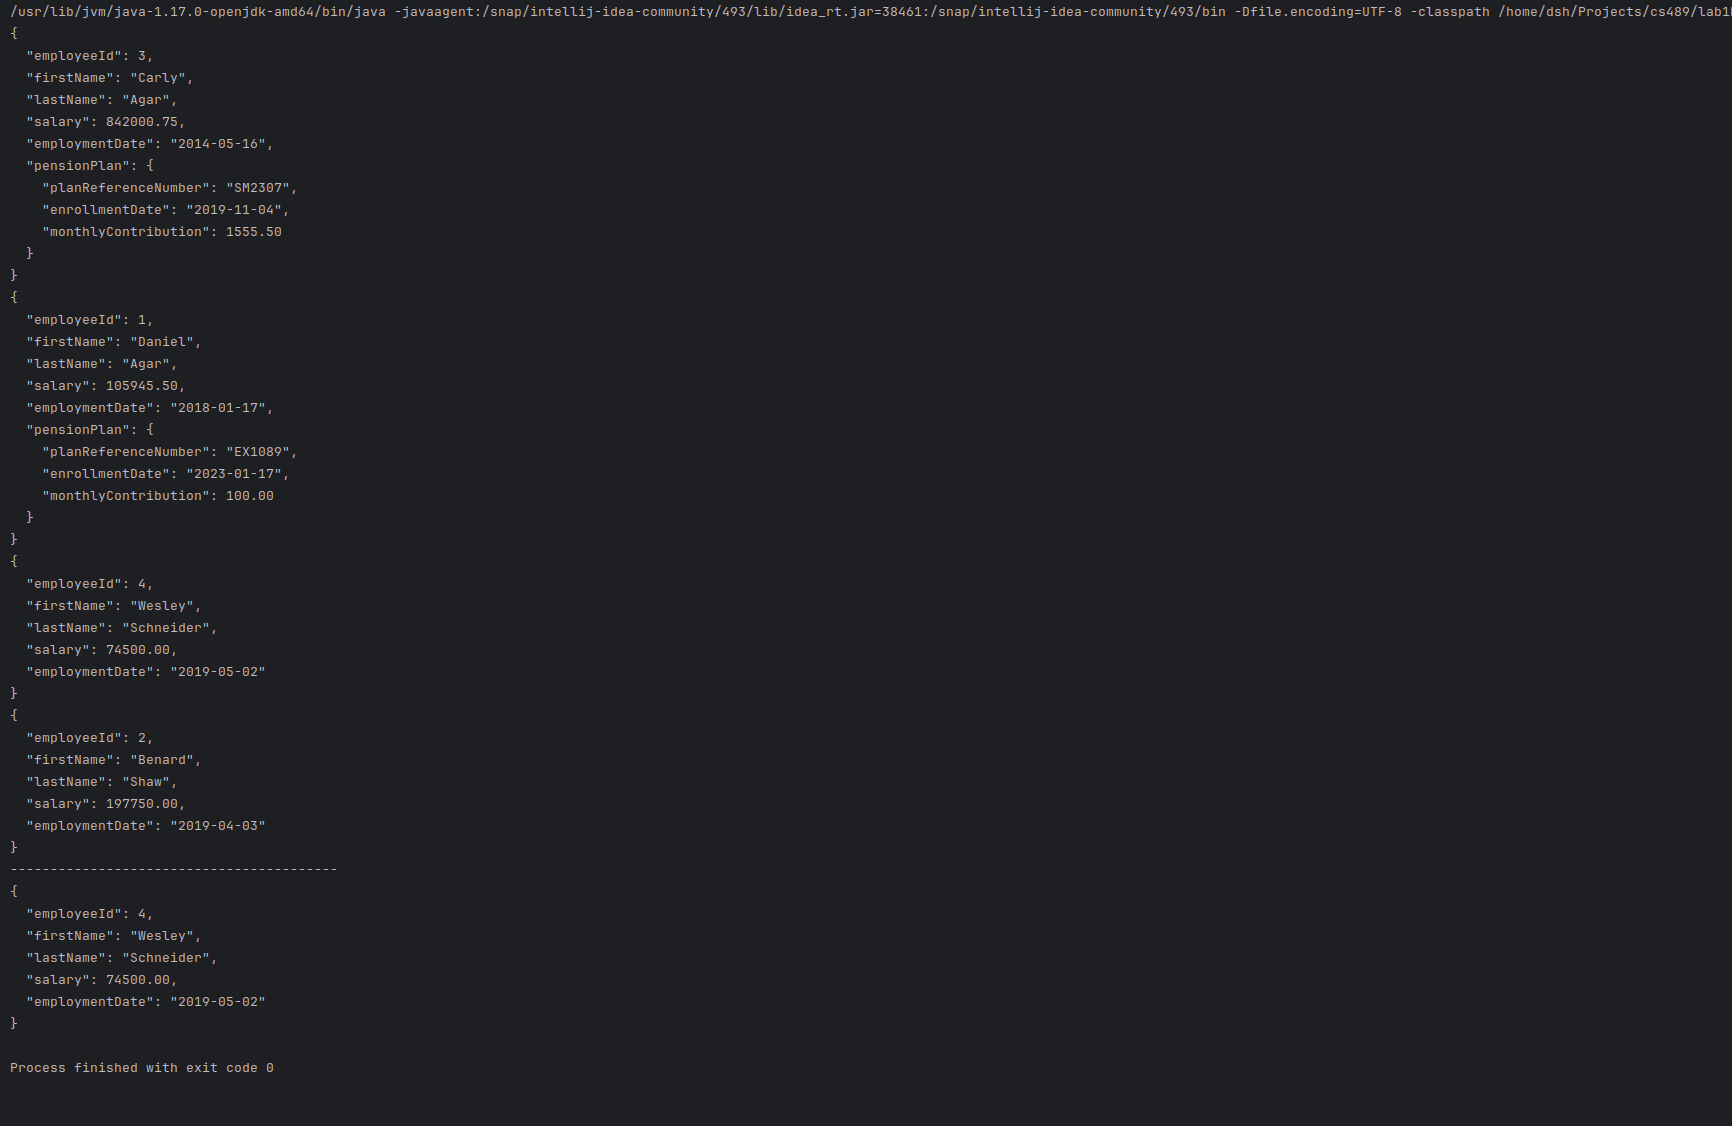 /usr/lib/jvm/java-1.17.0-openjdk-amd64/bin/java -javaagent:/snap/intellij-idea-community/493/lib/idea_rt.jar=38461:/snap/intellij-idea-community/493/bin -Dfile.encoding=UTF-8 -classpath /home/dsh/Projects/cs489/lab1
{
  "employeeId": 3,
  "firstName": "Carly",
  "lastName": "Agar",
  "salary": 842000.75,
  "employmentDate": "2014-05-16",
  "pensionPlan": {
    "planReferenceNumber": "SM2307",
    "enrollmentDate": "2019-11-04",
    "monthlyContribution": 1555.50
  }
}
{
  "employeeId": 1,
  "firstName": "Daniel",
  "lastName": "Agar",
  "salary": 105945.50,
  "employmentDate": "2018-01-17",
  "pensionPlan": {
    "planReferenceNumber": "EX1089",
    "enrollmentDate": "2023-01-17",
    "monthlyContribution": 100.00
  }
}
{
  "employeeId": 4,
  "firstName": "Wesley",
  "lastName": "Schneider",
  "salary": 74500.00,
  "employmentDate": "2019-05-02"
}
{
  "employeeId": 2,
  "firstName": "Benard",
  "lastName": "Shaw",
  "salary": 197750.00,
  "employmentDate": "2019-04-03"
}
-----------------------------------------
{
  "employeeId": 4,
  "firstName": "Wesley",
  "lastName": "Schneider",
  "salary": 74500.00,
  "employmentDate": "2019-05-02"
}
Process finished with exit code 0